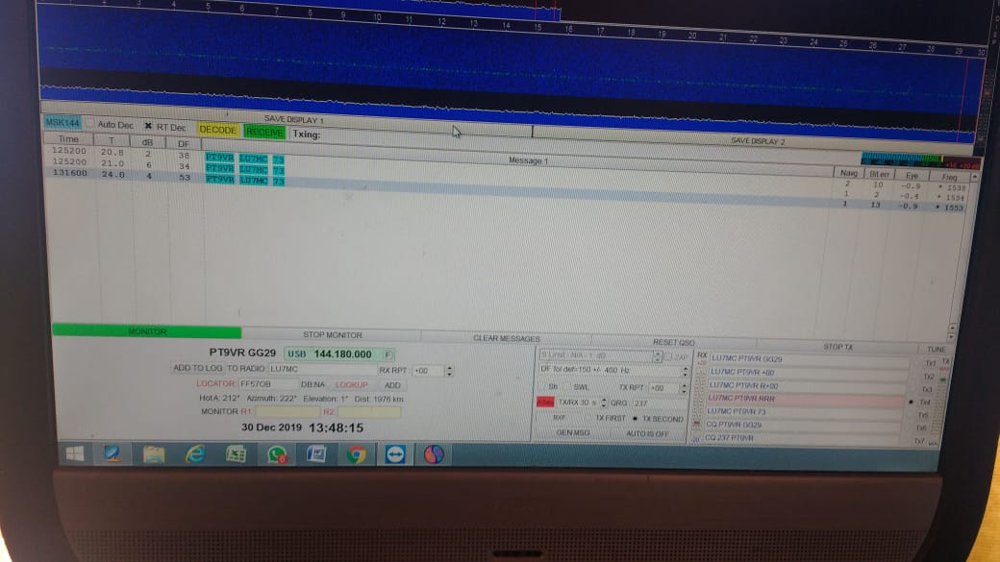 4 5 6 7 8 9 10 11 12 13 14 15 16 17 18 19 20 21 22 23 24 25 26 27 28 29 30
SAVE DISPLAY 1 SAVE DISPLAY 2
MSK144 Auto Dec RT Dec DECODE RECEIVE Txing:
Time T dB DF Message 1 Navg Bit err Eye Freq
125200 20.8 2 38 PT9VR LU7MC 73 2 10 -0.9 * 1538
125200 21.0 6 34 PT9VR LU7MC 73 1 2 -0.4 * 1534
131600 24.0 4 53 PT9VR LU7MC 73 1 13 -0.9 * 1553
MONITOR STOP MONITOR CLEAR MESSAGES RESET QSO STOP TX TUNE
PT9VR GG29 USB 144.180.000 F
ADD TO LOG TO RADIO: LU7MC RX RPT +00
LOCATOR: FF57OB DB:NA LOOKUP ADD
HotA: 212° Azimuth: 222° Elevation: 1° Dist: 1976 km
MONITOR R1: R2:
30 Dec 2019 13:48:15
S Limit - N/A - 1 dB ZAP
DF Tol def=150 +/- 400 Hz
Sh SWL TX RPT +00
TX/RX 30 s QRG: 237
TX FIRST TX SECOND
GEN MSG AUTO IS OFF
RX TX
LU7MC PT9VR GG29 Tx1
LU7MC PT9VR +00 Tx2
LU7MC PT9VR R+00 Tx3
LU7MC PT9VR RRR Tx4
LU7MC PT9VR 73 Tx5
CQ PT9VR GG29 Tx6
CQ 237 PT9VR Tx7